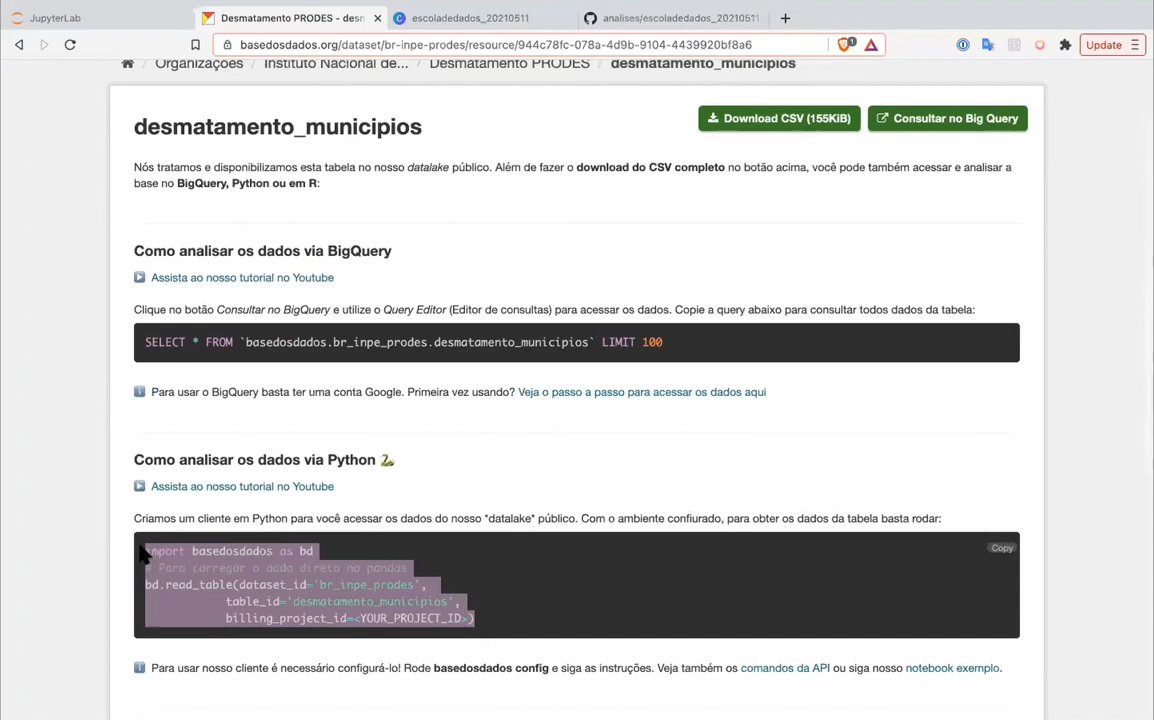 JupyterLab
Desmatamento PRODES - desm
escoladedados_20210511
analises/escoladedados_20210511
basedosdados.org/dataset/br-inpe-prodes/resource/944c78fc-078a-4d9b-9104-4439920bf8a6
1
Update
/ Organizações / Instituto Nacional de... / Desmatamento PRODES / desmatamento_municipios
desmatamento_municipios
Download CSV (155KiB)
Consultar no Big Query
Nós tratamos e disponibilizamos esta tabela no nosso datalake público. Além de fazer o download do CSV completo no botão acima, você pode também acessar e analisar a
base no BigQuery, Python ou em R:
Como analisar os dados via BigQuery
Assista ao nosso tutorial no Youtube
Clique no botão Consultar no BigQuery e utilize o Query Editor (Editor de consultas) para acessar os dados. Copie a query abaixo para consultar todos dados da tabela:
SELECT * FROM `basedosdados.br_inpe_prodes.desmatamento_municipios` LIMIT 100
Para usar o BigQuery basta ter uma conta Google. Primeira vez usando? Veja o passo a passo para acessar os dados aqui
Como analisar os dados via Python 🐍
Assista ao nosso tutorial no Youtube
Criamos um cliente em Python para você acessar os dados do nosso *datalake* público. Com o ambiente confiurado, para obter os dados da tabela basta rodar:
import basedosdados as bd
Copy
# Para carregar o adda direto no pandas
bd.read_table(dataset_id='br_inpe_prodes',
table_id='desmatamento_municipios',
billing_project_id=<YOUR_PROJECT_ID>)
Para usar nosso cliente é necessário configurá-lo! Rode basedosdados config e siga as instruções. Veja também os comandos da API ou siga nosso notebook exemplo.